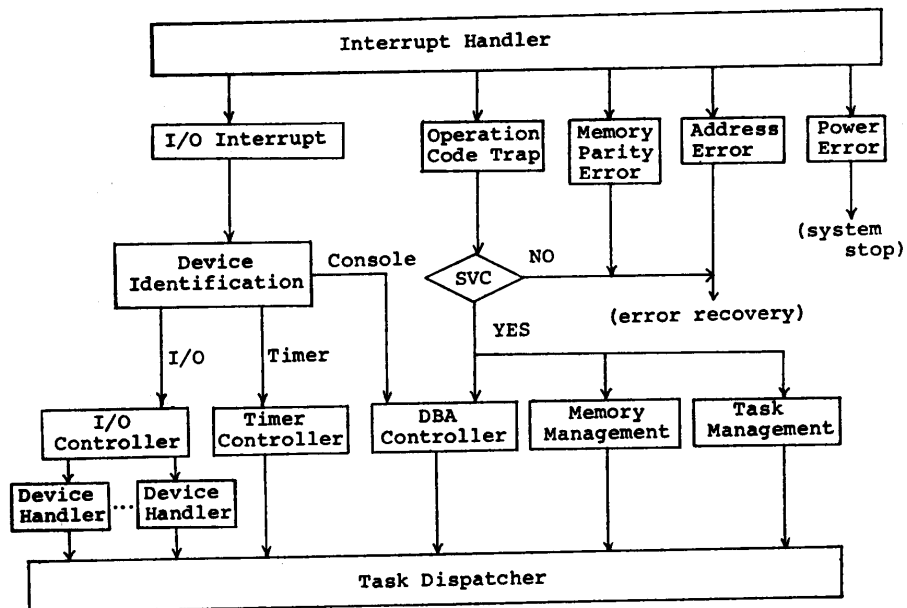 Interrupt Handler
I/O Interrupt
Operation
Code Trap
Memory
Parity
Error
Address
Error
Power
Error
(system
stop)
Device
Identification
Console
SVC
NO
(error recovery)
YES
I/O
Timer
I/O
Controller
Timer
Controller
DBA
Controller
Memory
Management
Task
Management
Device
Handler
...
Device
Handler
Task Dispatcher